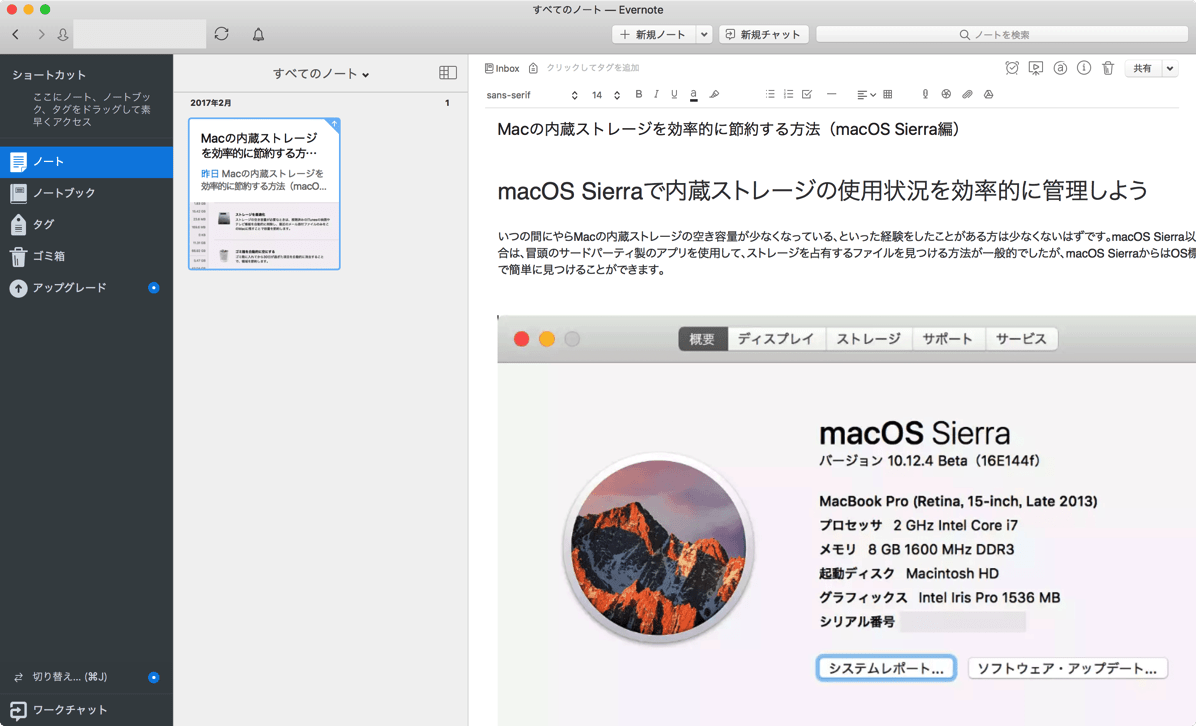 すべてのノート — Evernote
新規ノート
新規チャット
ノートを検索
ショートカット
ここにノート、ノートブッ
ク、タグをドラッグして素
早くアクセス
ノート
ノートブック
タグ
ゴミ箱
アップグレード
切り替え... (⌘J)
ワークチャット
すべてのノート
2017年2月 1
Macの内蔵ストレージ
を効率的に節約する方…
昨日 Macの内蔵ストレージを
効率的に節約する方法（macO...
ストレージを最適化
ゴミ箱を自動的に空にする
Inbox クリックしてタグを追加
共有
sans-serif 14 B I U a
Macの内蔵ストレージを効率的に節約する方法（macOS Sierra編）
macOS Sierraで内蔵ストレージの使用状況を効率的に管理しよう
いつの間にやらMacの内蔵ストレージの空き容量が少なくなっている、といった経験をしたことがある方は少なくないはずです。macOS Sierra以
合は、冒頭のサードパーティ製のアプリを使用して、ストレージを占有するファイルを見つける方法が一般的でしたが、macOS SierraからはOS標
で簡単に見つけることができます。
概要 ディスプレイ ストレージ サポート サービス
macOS Sierra
バージョン 10.12.4 Beta（16E144f）
MacBook Pro (Retina, 15-inch, Late 2013)
プロセッサ 2 GHz Intel Core i7
メモリ 8 GB 1600 MHz DDR3
起動ディスク Macintosh HD
グラフィックス Intel Iris Pro 1536 MB
シリアル番号
システムレポート... ソフトウェア・アップデート...